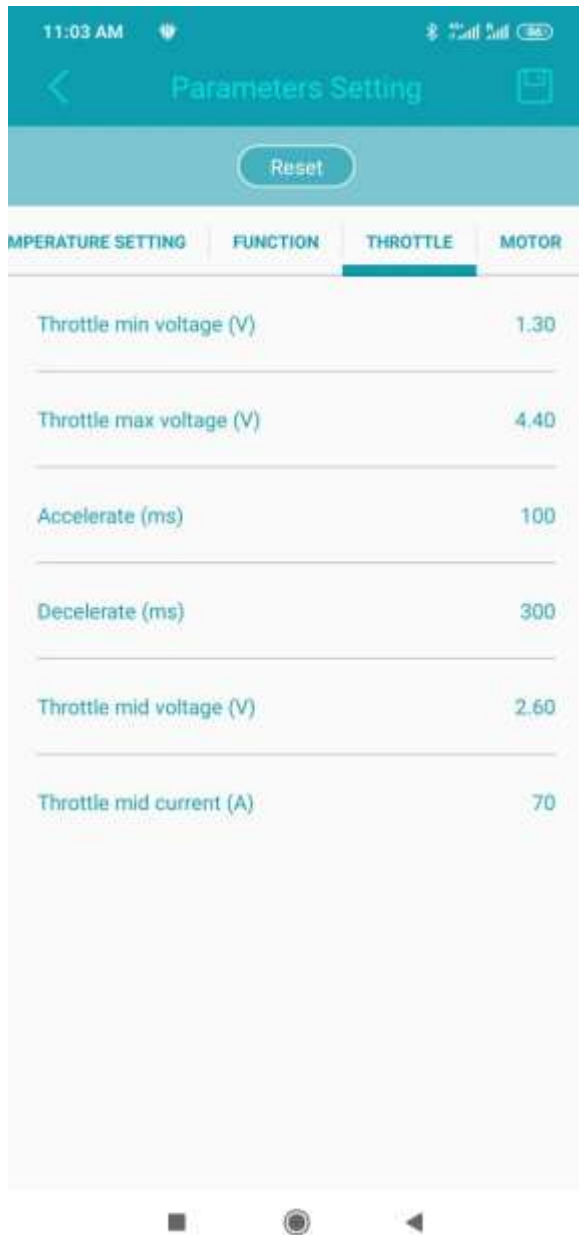 11:03 AM
86
Parameters Setting
Reset
MPERATURE SETTING FUNCTION THROTTLE MOTOR
Throttle min voltage (V) 1.30
Throttle max voltage (V) 4.40
Accelerate (ms) 100
Decelerate (ms) 300
Throttle mid voltage (V) 2.60
Throttle mid current (A) 70